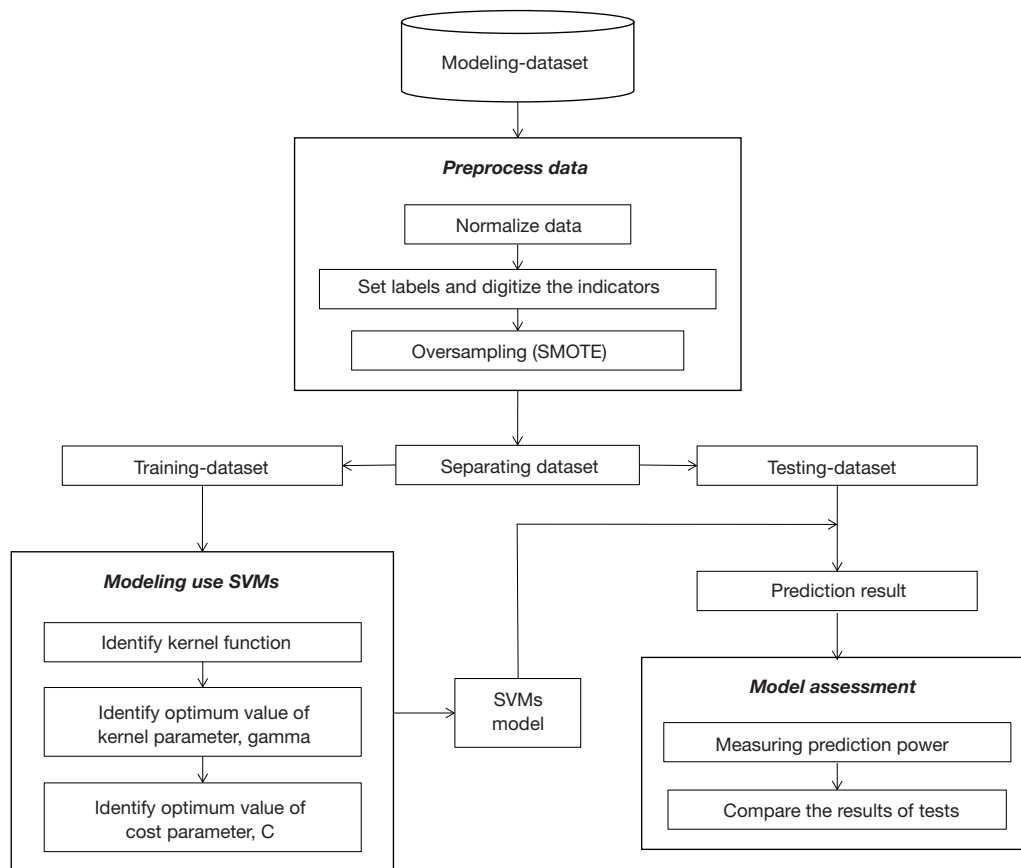 Modeling-dataset
Preprocess data
Normalize data
Set labels and digitize the indicators
Oversampling (SMOTE)
Training-dataset
Separating dataset
Testing-dataset
Modeling use SVMs
Identify kernel function
Identify optimum value of
kernel parameter, gamma
Identify optimum value of
cost parameter, C
SVMs
model
Prediction result
Model assessment
Measuring prediction power
Compare the results of tests